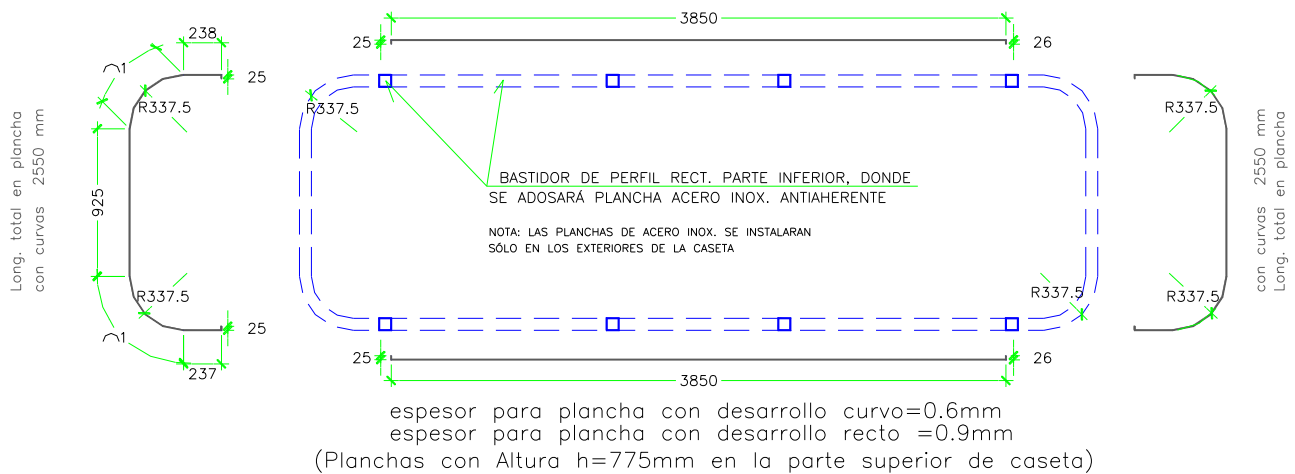 3850
238
25
26
25
R337.5
R337.5
R337.5
Long. total en plancha
con curvas 2550 mm
925
BASTIDOR DE PERFIL RECT. PARTE INFERIOR, DONDE
SE ADOSARÁ PLANCHA ACERO INOX. ANTIAHERENTE
NOTA: LAS PLANCHAS DE ACERO INOX. SE INSTALARAN
SÓLO EN LOS EXTERIORES DE LA CASETA
con curvas 2550 mm
Long. total en plancha
R337.5
R337.5
R337.5
25
25
26
237
3850
espesor para plancha con desarrollo curvo=0.6mm
espesor para plancha con desarrollo recto =0.9mm
(Planchas con Altura h=775mm en la parte superior de caseta)